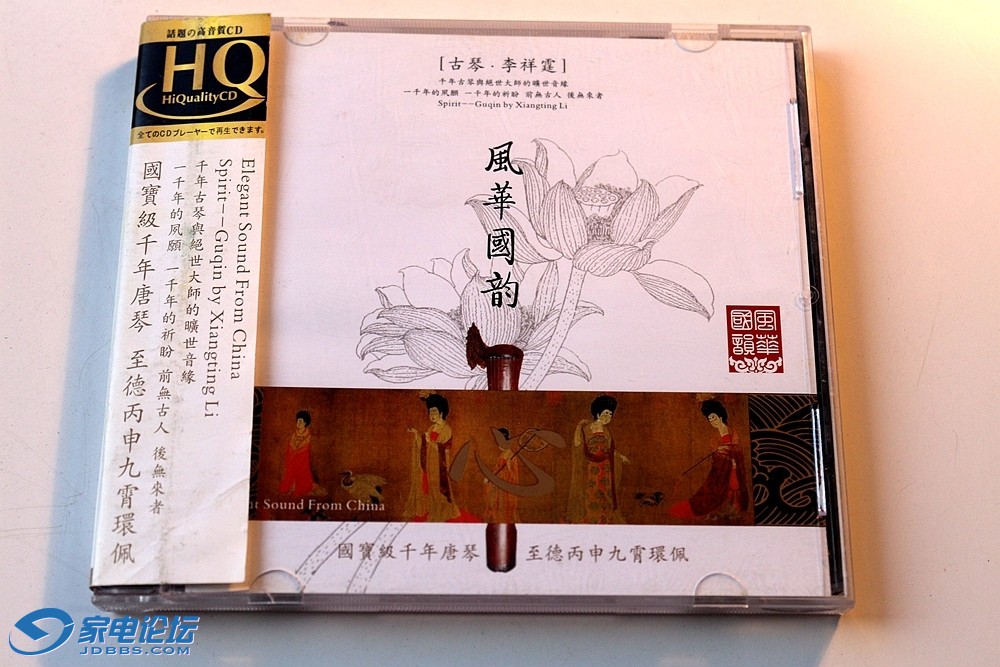 話題の高音質CD
HQ
HiQualityCD
全てのCDプレーヤーで再生できます。
Elegant Sound From China
Spirit——Guqin by Xiangting Li
千年古琴與絕世大師的曠世音緣
一千年的夙願 一千年的祈盼 前無古人 後無來者
國寶級千年唐琴 至德丙申九霄環佩
[古琴·李祥霆]
千年古琴與絕世大師的曠世音緣
一千年的夙願 一千年的祈盼 前無古人 後無來者
Spirit——Guqin by Xiangting Li
風華國韵
風華國韻
心
nt Sound From China
國寶級千年唐琴 至德丙申九霄環佩
家电论坛
JDBBS.COM